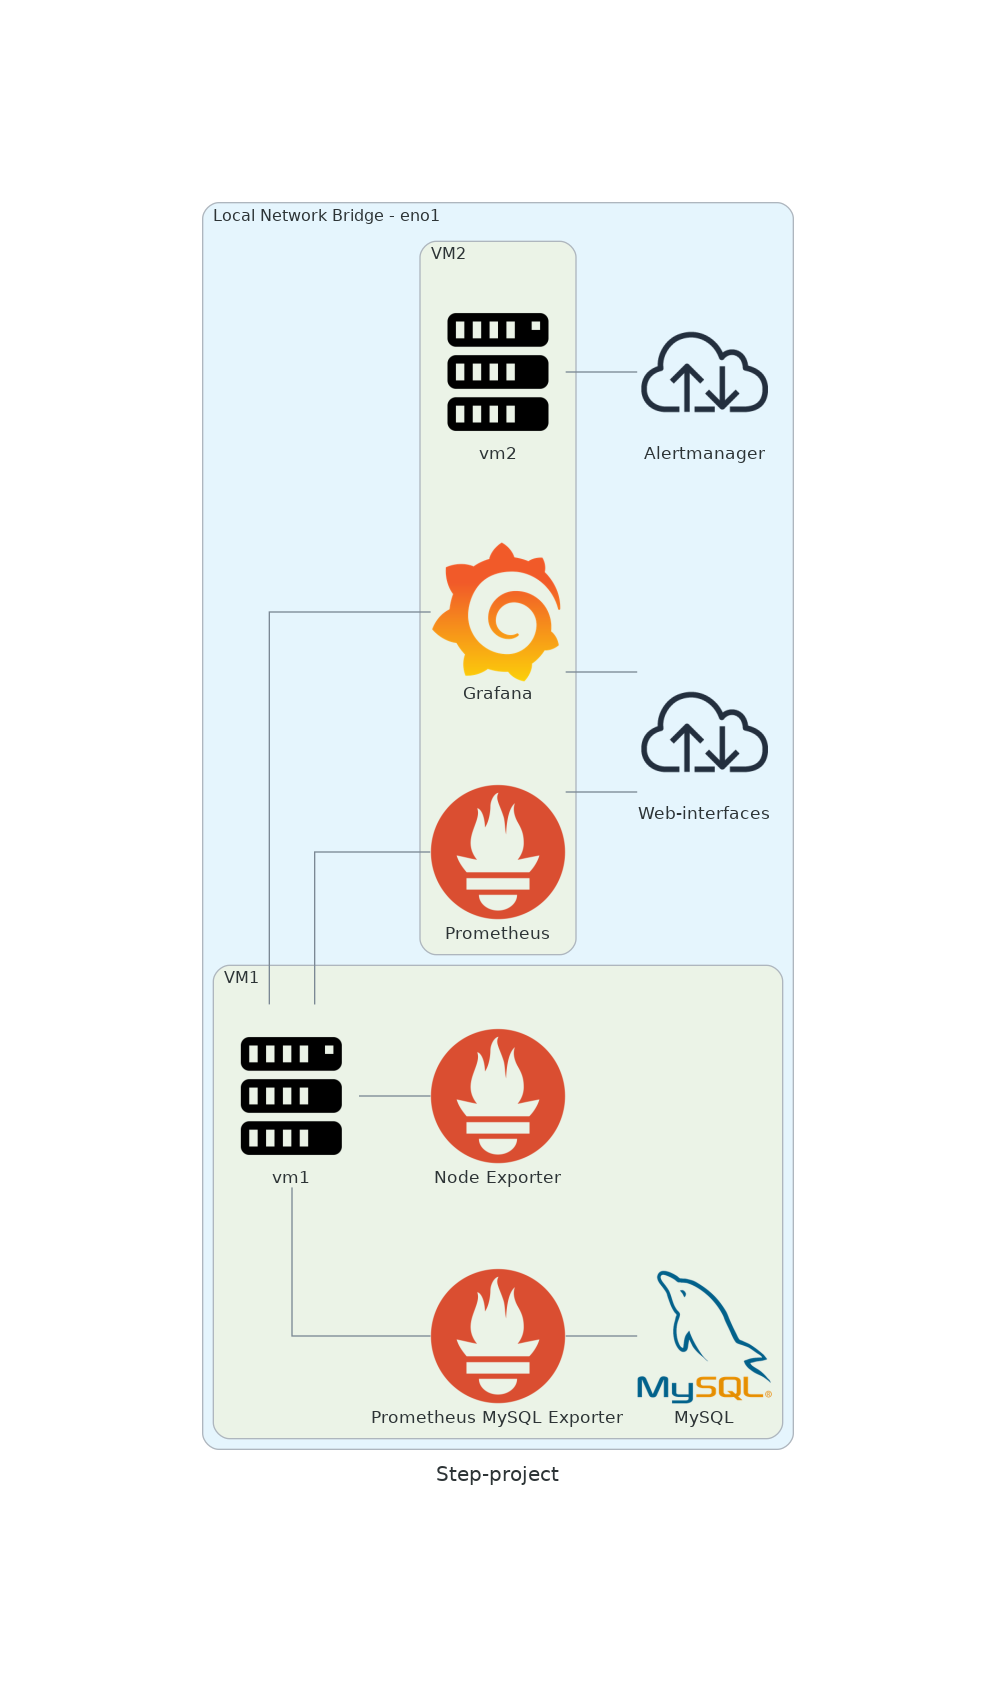 Local Network Bridge - eno1
VM2
vm2
Alertmanager
Grafana
Web-interfaces
Prometheus
VM1
vm1
Node Exporter
Prometheus MySQL Exporter
MySQL®
MySQL
Step-project